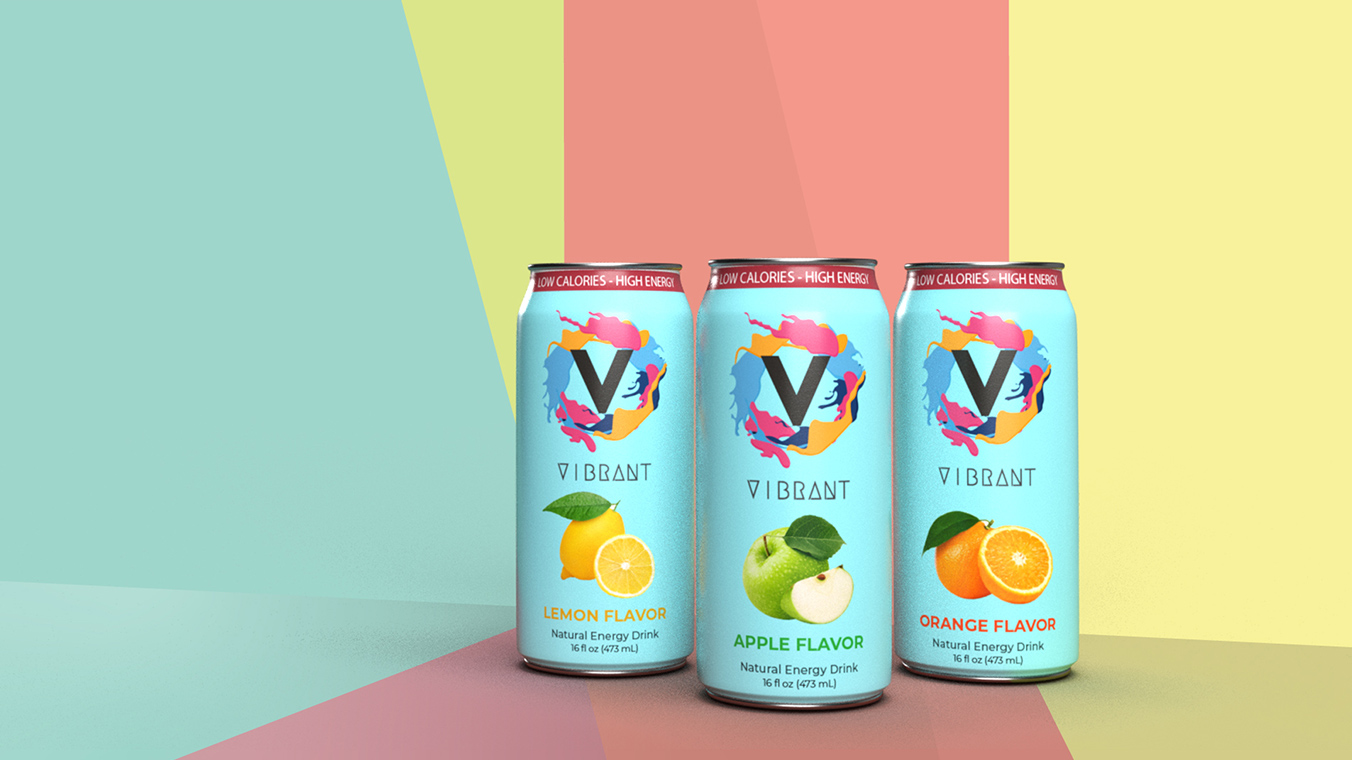 LOW CALORIES - HIGH ENERGY
V
VIBRANT
LEMON FLAVOR
Natural Energy Drink
16 fl oz (473 mL)
LOW CALORIES - HIGH ENERGY
V
VIBRANT
APPLE FLAVOR
Natural Energy Drink
16 fl oz (473 mL)
LOW CALORIES - HIGH ENERGY
V
VIBRANT
ORANGE FLAVOR
Natural Energy Drink
16 fl oz (473 mL)